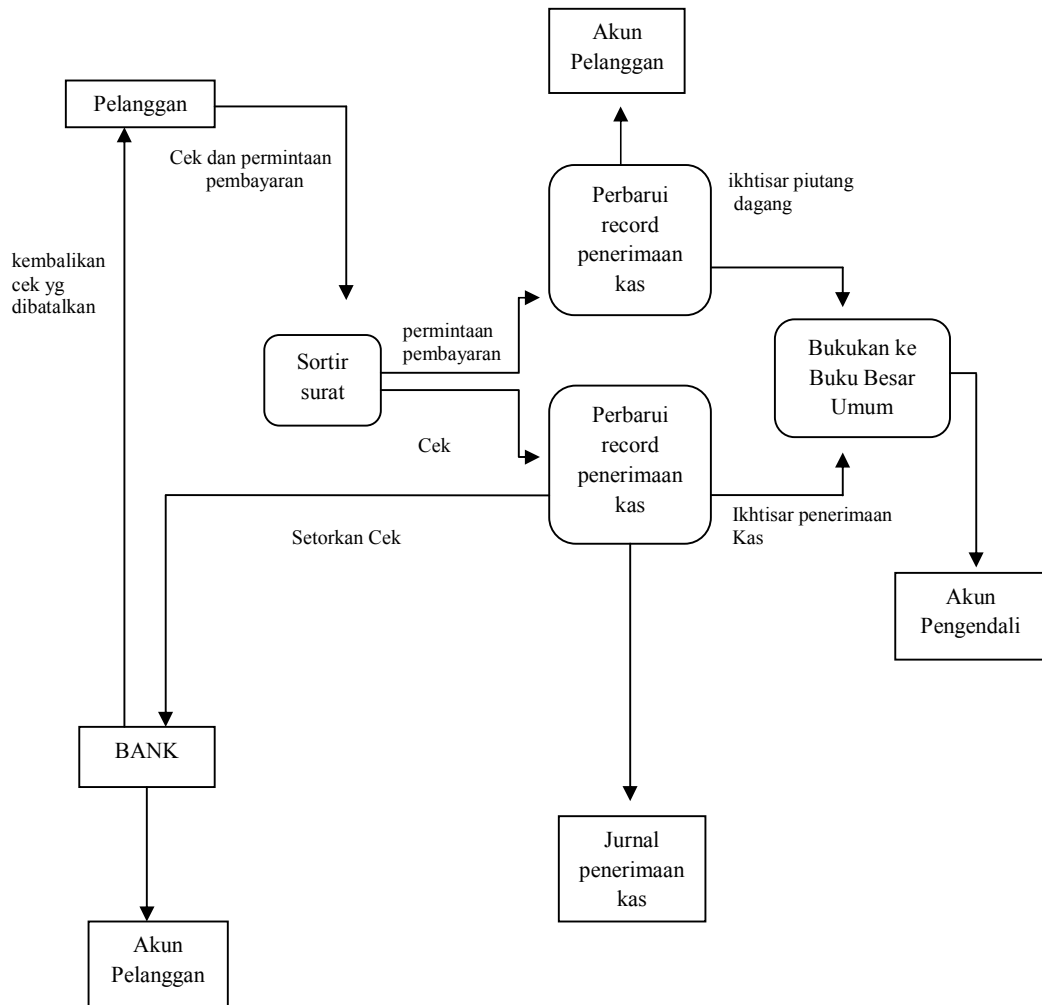 Akun
Pelanggan
Pelanggan
Cek dan permintaan
pembayaran
Perbarui
record
penerimaan
kas
ikhtisar piutang
dagang
kembalikan
cek yg
dibatalkan
Sortir
surat
permintaan
pembayaran
Bukukan ke
Buku Besar
Umum
Cek
Perbarui
record
penerimaan
kas
Setorkan Cek
Ikhtisar penerimaan
Kas
Akun
Pengendali
BANK
Jurnal
penerimaan
kas
Akun
Pelanggan